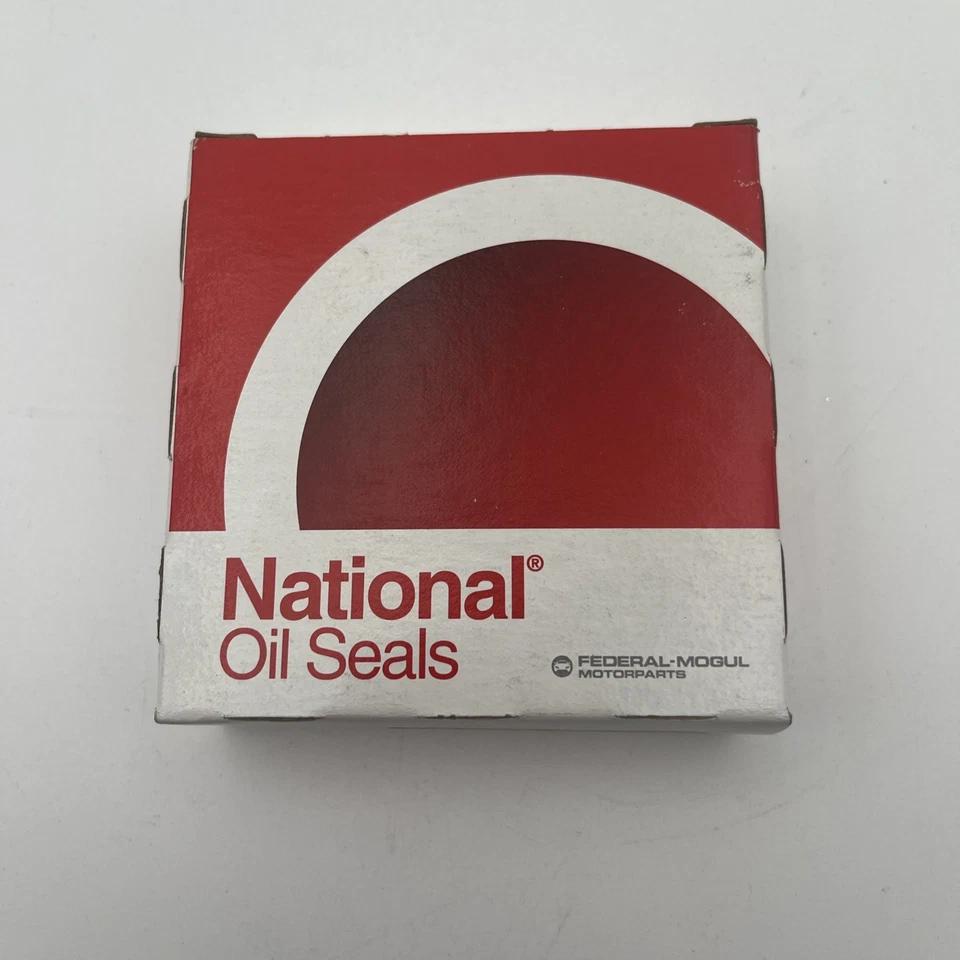 National®
Oil Seals
FEDERAL-MOGUL
MOTORPARTS